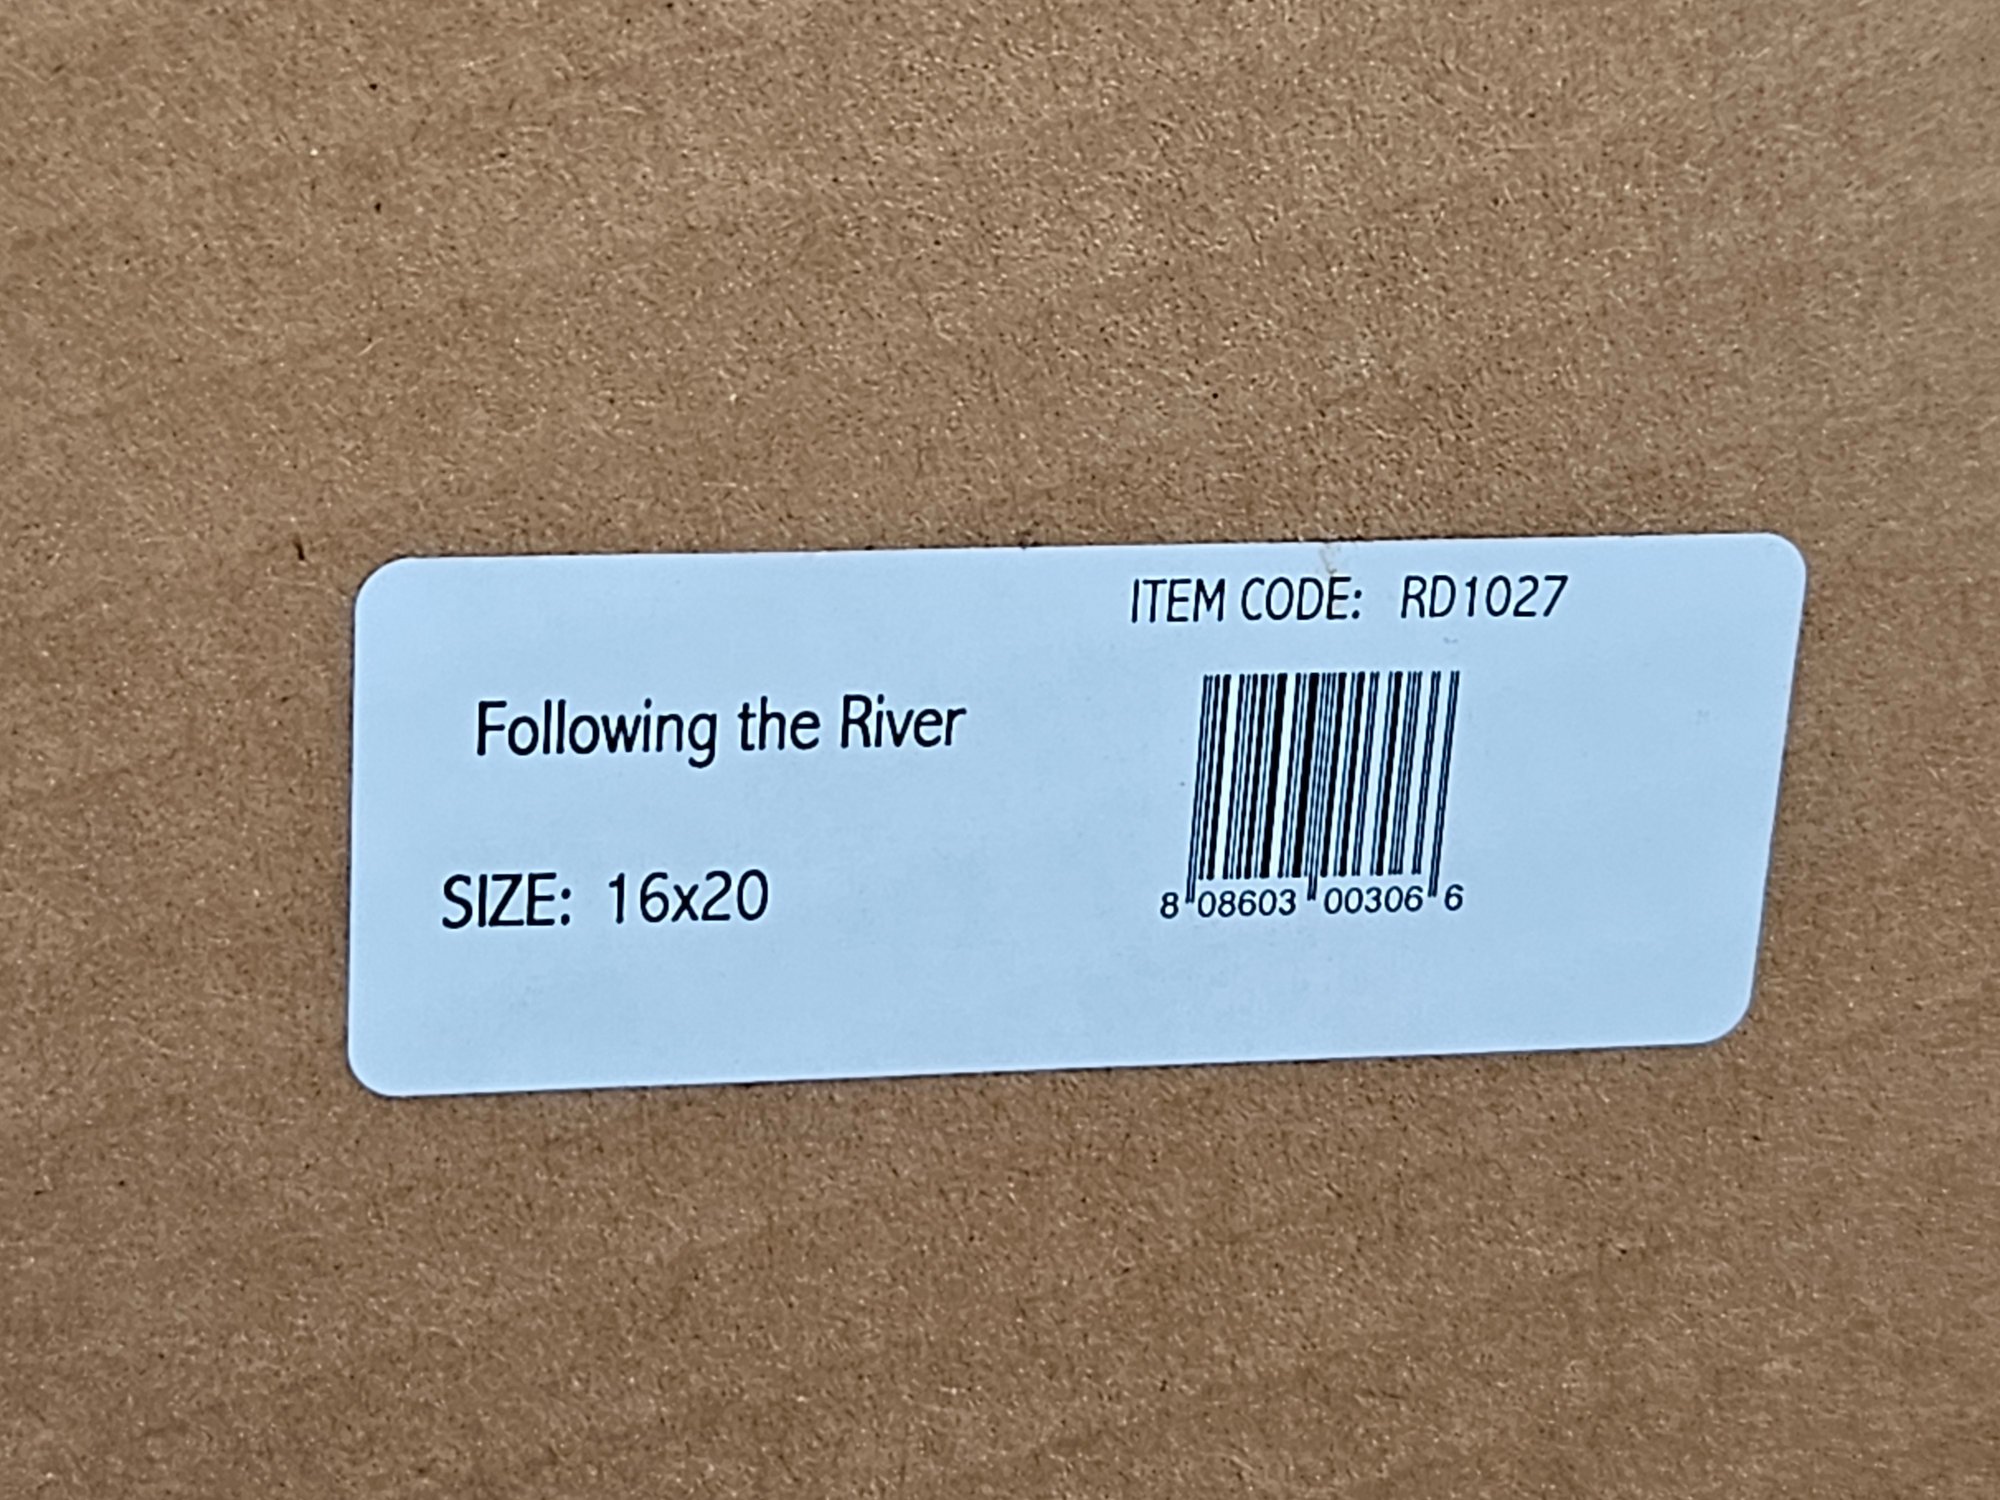 ITEM CODE: RD1027
Following the River
SIZE: 16x20
8 08603 00306 6